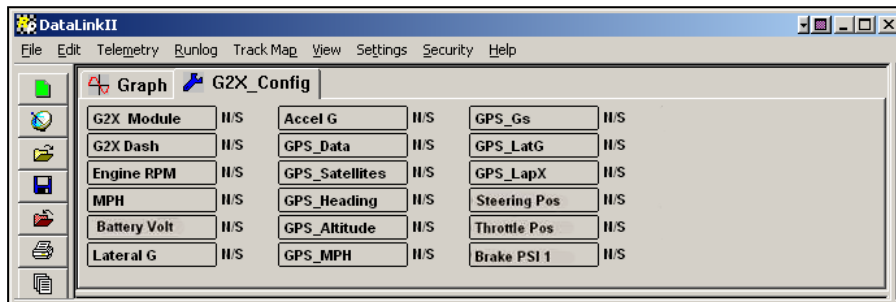 DataLinkII
File Edit Telemetry Runlog Track Map View Settings Security Help
Graph G2X_Config
G2X Module N/S Accel G N/S GPS_Gs N/S
G2X Dash N/S GPS_Data N/S GPS_LatG N/S
Engine RPM N/S GPS_Satellites N/S GPS_LapX N/S
MPH N/S GPS_Heading N/S Steering Pos N/S
Battery Volt N/S GPS_Altitude N/S Throttle Pos N/S
Lateral G N/S GPS_MPH N/S Brake PSI 1 N/S